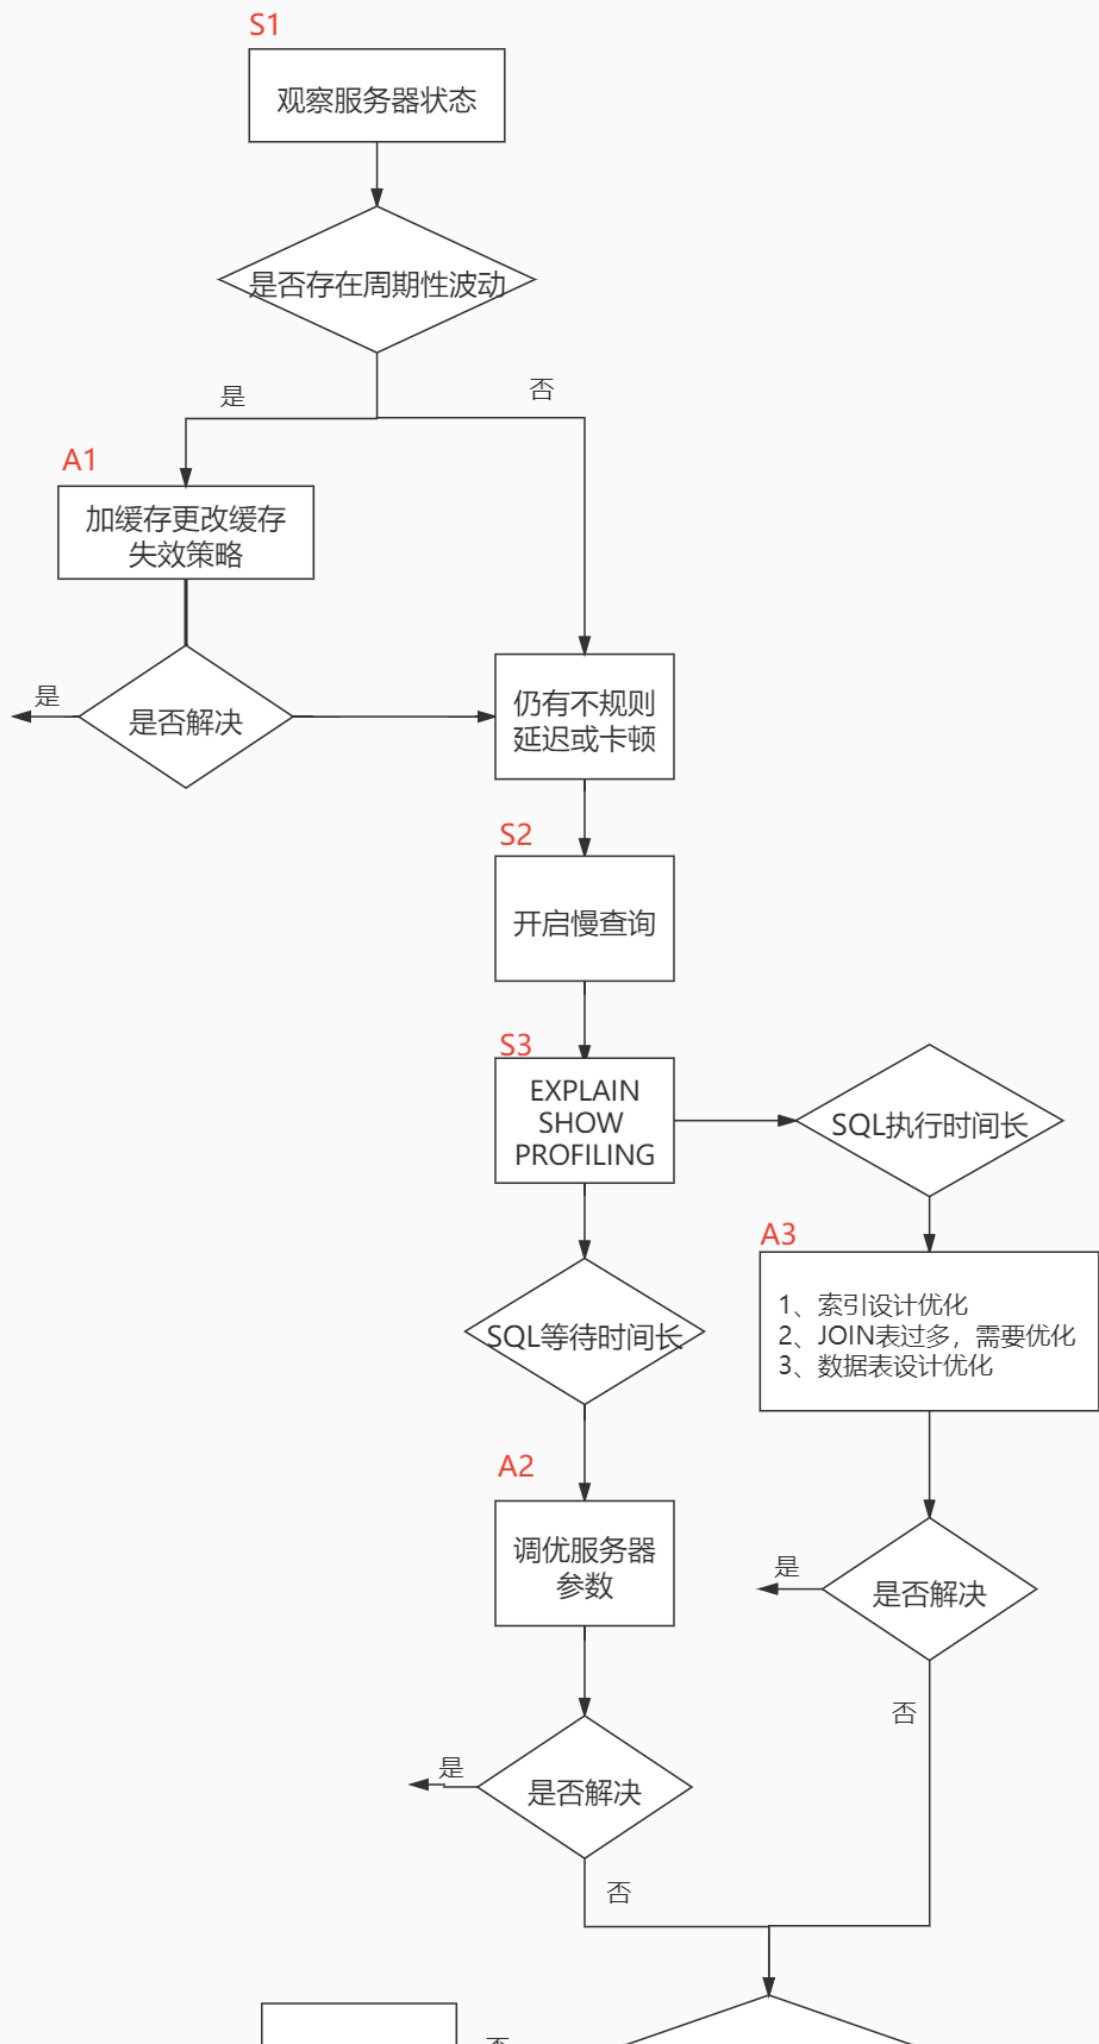 S1
观察服务器状态
是否存在周期性波动
是
否
A1
加缓存更改缓存
失效策略
是
是否解决
仍有不规则
延迟或卡顿
S2
开启慢查询
S3
EXPLAIN
SHOW
PROFILING
SQL执行时间长
A3
1、索引设计优化
2、JOIN表过多，需要优化
3、数据表设计优化
SQL等待时间长
A2
调优服务器
参数
是
是否解决
否
是
是否解决
否